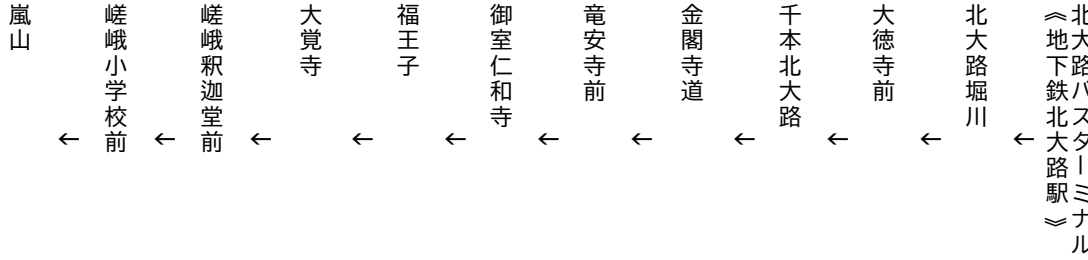 北大路バスターミナル
《地下鉄北大路駅》
←
北大路堀川
←
大徳寺前
←
千本北大路
←
金閣寺道
←
竜安寺前
←
御室仁和寺
←
福王子
←
大覚寺
←
嵯峨釈迦堂前
←
嵯峨小学校前
←
嵐山